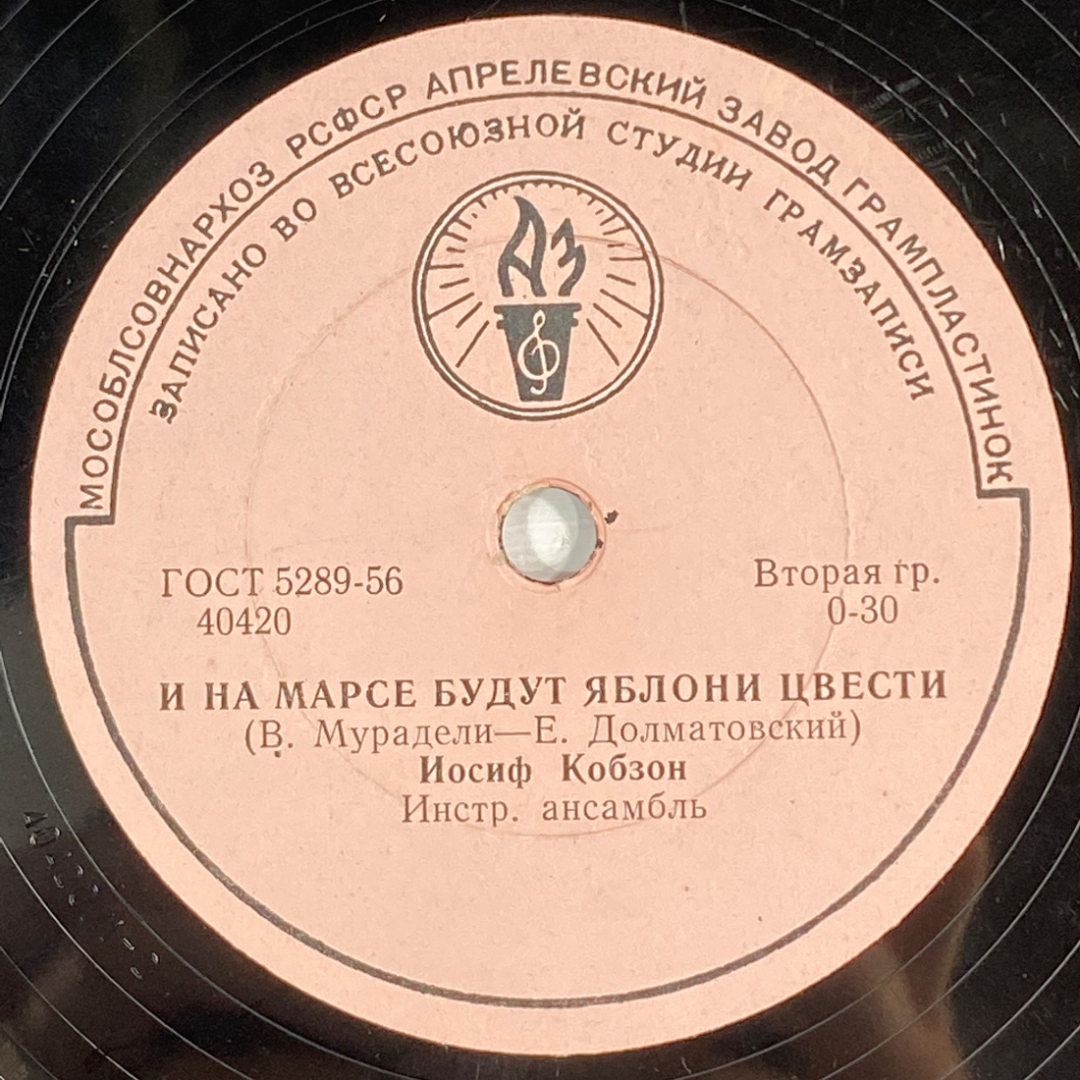 МОСОБЛСОВНАРХОЗ РСФСР АПРЕЛЕВСКИЙ ЗАВОД ГРАМПЛАСТИНОК
ЗАПИСАНО ВО ВСЕСОЮЗНОЙ СТУДИИ ГРАМЗАПИСИ
АЗ
ГОСТ 5289-56
40420
Вторая гр.
0-30
И НА МАРСЕ БУДУТ ЯБЛОНИ ЦВЕСТИ
(В. Мурадели—Е. Долматовский)
Иосиф Кобзон
Инстр. ансамбль